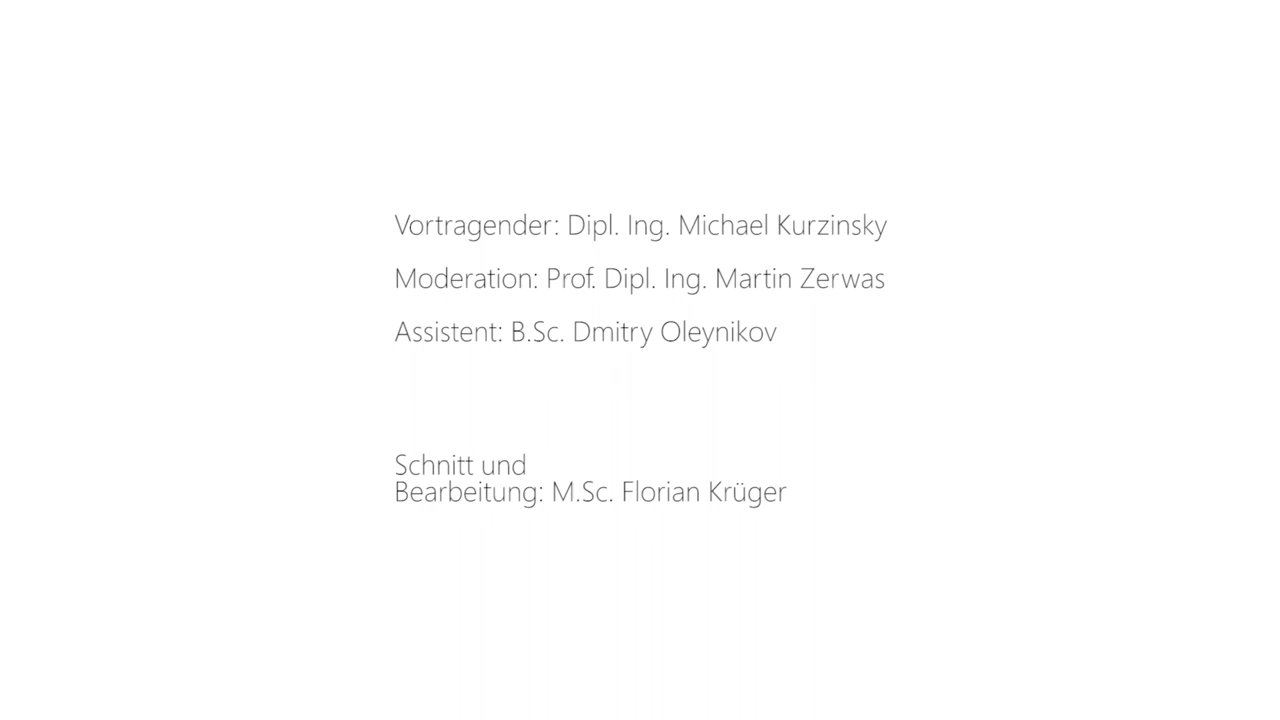 Vortragender: Dipl. Ing. Michael Kurzinsky
Moderation: Prof. Dipl. Ing. Martin Zerwas
Assistent: B.Sc. Dmitry Oleynikov
Schnitt und
Bearbeitung: M.Sc. Florian Krüger